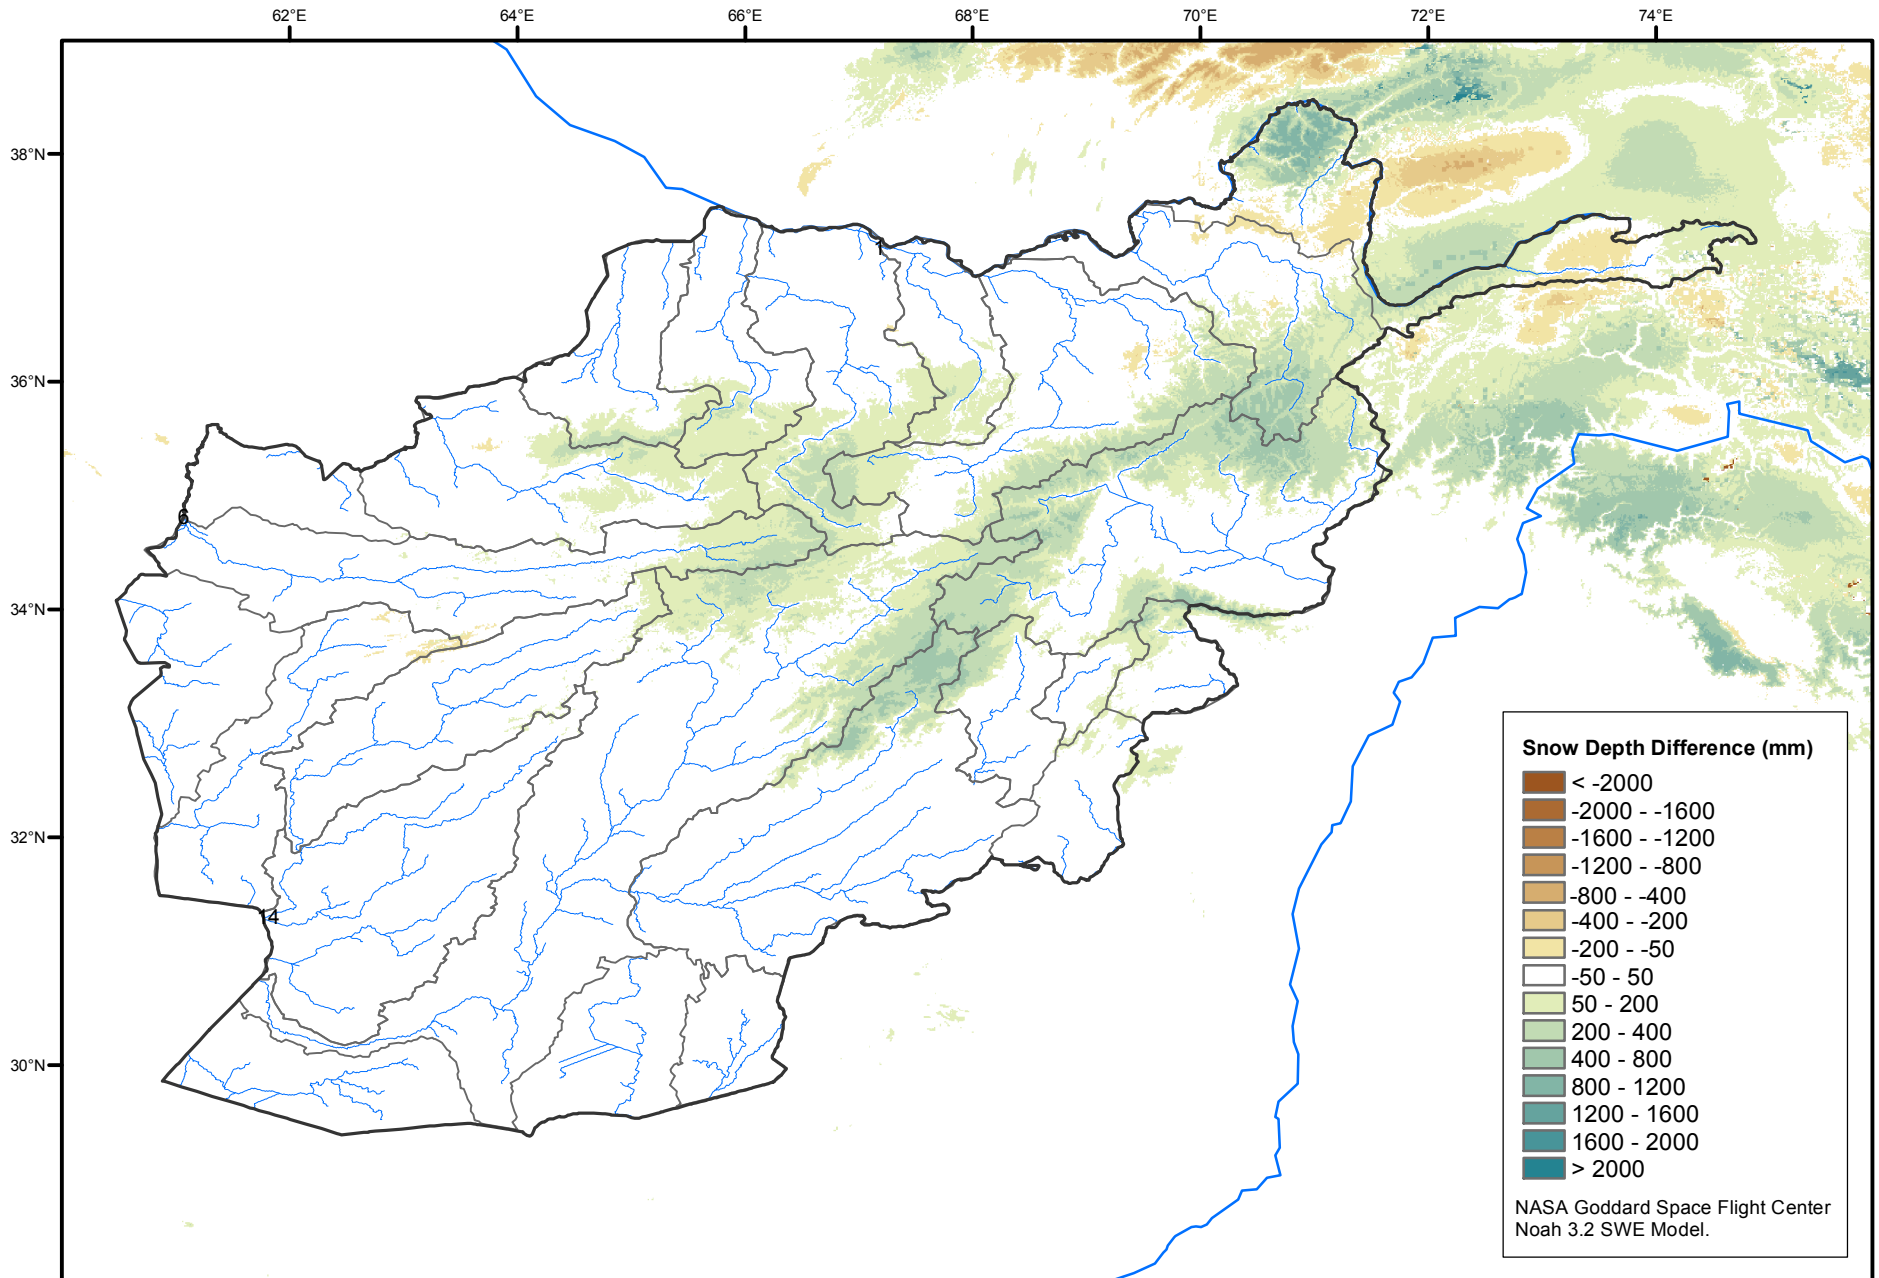 62°E
64°E
66°E
68°E
70°E
72°E
74°E
38°N
36°N
34°N
32°N
30°N
1
6
14
Snow Depth Difference (mm)
< -2000
-2000 - -1600
-1600 - -1200
-1200 - -800
-800 - -400
-400 - -200
-200 - -50
-50 - 50
50 - 200
200 - 400
400 - 800
800 - 1200
1200 - 1600
1600 - 2000
> 2000
NASA Goddard Space Flight Center
Noah 3.2 SWE Model.